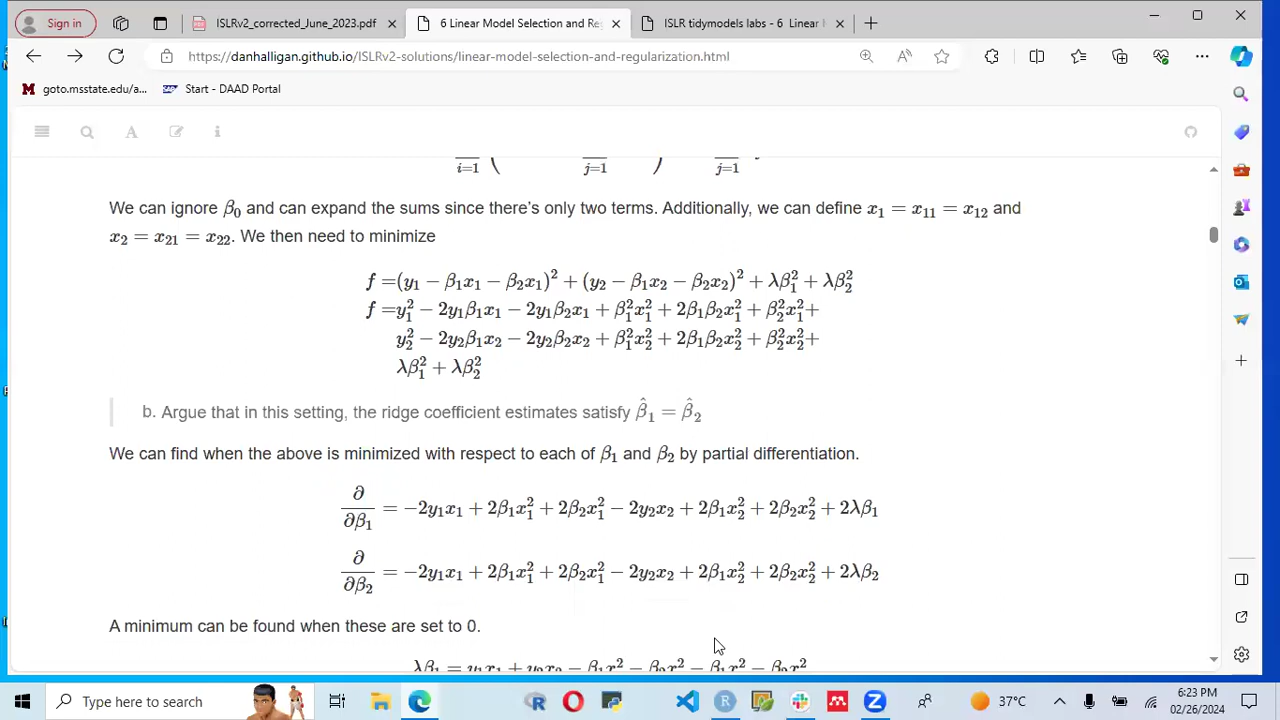 Sign in
ISLRv2_corrected_June_2023.pdf
6 Linear Model Selection and Re
ISLR tidymodels labs - 6 Linear
https://danhalligan.github.io/ISLRv2-solutions/linear-model-selection-and-regularization.html
goto.msstate.edu/a...
Start - DAAD Portal
i=1 ( j=1 ) j=1
We can ignore β₀ and can expand the sums since there's only two terms. Additionally, we can define x₁ = x₁₁ = x₁₂ and
x₂ = x₂₁ = x₂₂. We then need to minimize
f =(y₁ − β₁x₁ − β₂x₁)² + (y₂ − β₁x₂ − β₂x₂)² + λβ₁² + λβ₂²
f =y₁² − 2y₁β₁x₁ − 2y₁β₂x₁ + β₁²x₁² + 2β₁β₂x₁² + β₂²x₁²+
y₂² − 2y₂β₁x₂ − 2y₂β₂x₂ + β₁²x₂² + 2β₁β₂x₂² + β₂²x₂²+
λβ₁² + λβ₂²
b. Argue that in this setting, the ridge coefficient estimates satisfy β̂₁ = β̂₂
We can find when the above is minimized with respect to each of β₁ and β₂ by partial differentiation.
∂/∂β₁ = −2y₁x₁ + 2β₁x₁² + 2β₂x₁² − 2y₂x₂ + 2β₁x₂² + 2β₂x₂² + 2λβ₁
∂/∂β₂ = −2y₁x₁ + 2β₁x₁² + 2β₂x₁² − 2y₂x₂ + 2β₁x₂² + 2β₂x₂² + 2λβ₂
A minimum can be found when these are set to 0.
Type here to search
37°C
6:23 PM
02/26/2024